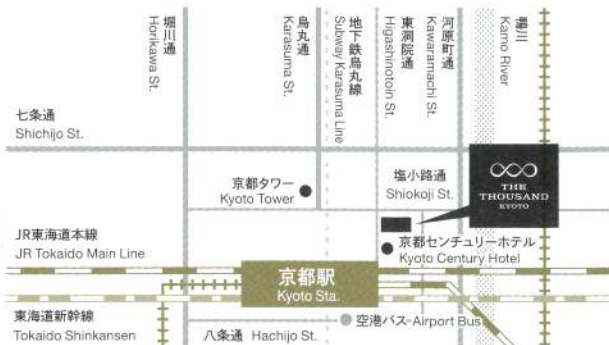 堀川通
Horikawa St.
烏丸通
Karasuma St.
地下鉄烏丸線
Subway Karasuma Line
東洞院通
Higashinotoin St.
河原町通
Kawaramachi St.
鴨川
Kamo River
七条通
Shichijo St.
京都タワー
Kyoto Tower
塩小路通
Shiokoji St.
THE
THOUSAND
KYOTO
京都センチュリーホテル
Kyoto Century Hotel
JR東海道本線
JR Tokaido Main Line
京都駅
Kyoto Sta.
東海道新幹線
Tokaido Shinkansen
八条通 Hachijo St.
空港バス Airport Bus